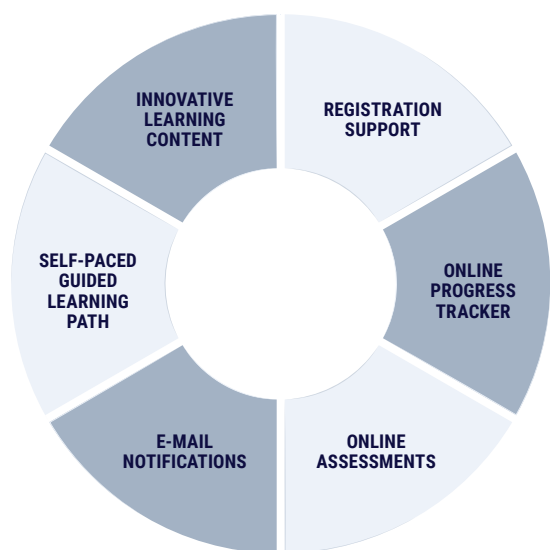 INNOVATIVE
LEARNING
CONTENT
REGISTRATION
SUPPORT
ONLINE
PROGRESS
TRACKER
ONLINE
ASSESSMENTS
E-MAIL
NOTIFICATIONS
SELF-PACED
GUIDED
LEARNING
PATH